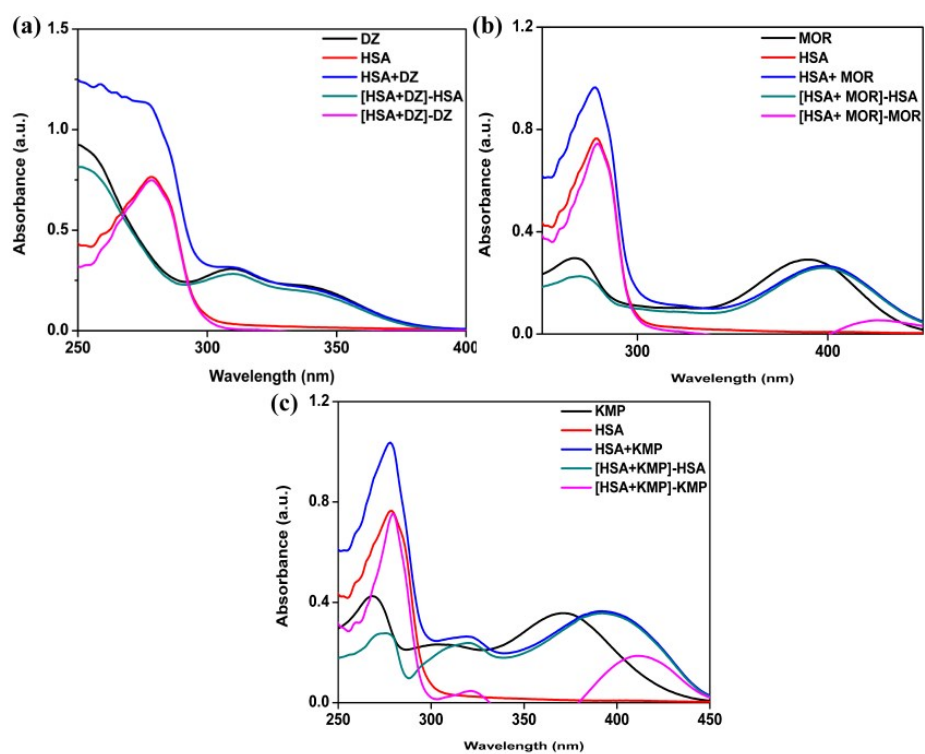 (a)
1.5
1.0
0.5
0.0
Absorbance (a.u.)
DZ
HSA
HSA+DZ
[HSA+DZ]-HSA
[HSA+DZ]-DZ
250 300 350 400
Wavelength (nm)
(b)
1.2
0.8
0.4
0.0
Absorbance (a.u.)
MOR
HSA
HSA+ MOR
[HSA+ MOR]-HSA
[HSA+ MOR]-MOR
300 400
Wavelength (nm)
(c)
1.2
0.8
0.4
0.0
Absorbance (a.u.)
KMP
HSA
HSA+KMP
[HSA+KMP]-HSA
[HSA+KMP]-KMP
250 300 350 400 450
Wavelength (nm)